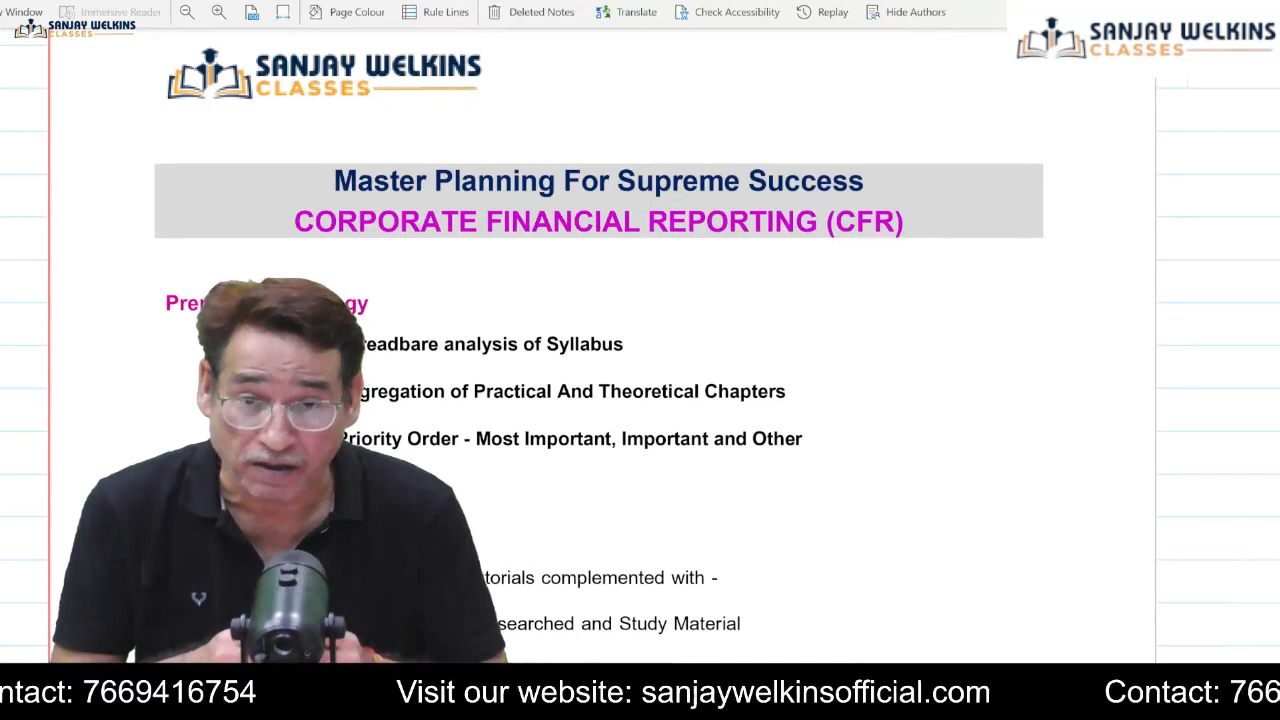 w Window Immersive Reader Page Colour Rule Lines Deleted Notes Translate Check Accessibility Replay Hide Authors
SANJAY WELKINS
CLASSES
SANJAY WELKINS
CLASSES
SANJAY WELKINS
CLASSES
Master Planning For Supreme Success
CORPORATE FINANCIAL REPORTING (CFR)
Pre gy
readbare analysis of Syllabus
gregation of Practical And Theoretical Chapters
Priority Order - Most Important, Important and Other
torials complemented with -
searched and Study Material
ntact: 7669416754 Visit our website: sanjaywelkinsofficial.com Contact: 766